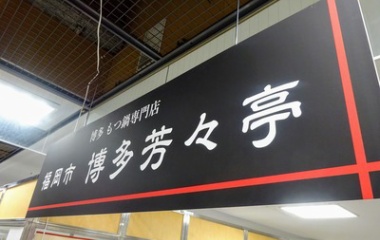 博多 もつ鍋専門店
福岡市 博多芳々亭